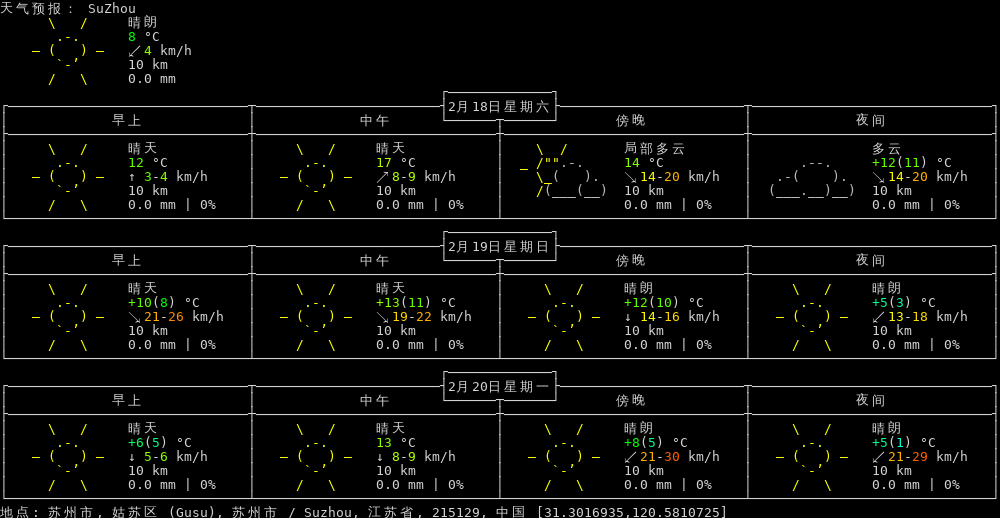 天气预报: SuZhou
晴朗
8 °C
↙ 4 km/h
10 km
0.0 mm
2月18日星期六
早上 中午 傍晚 夜间
晴天 晴天 局部多云 多云
12 °C 17 °C 14 °C +12(11) °C
↑ 3-4 km/h ↗ 8-9 km/h ↘ 14-20 km/h ↘ 14-20 km/h
10 km 10 km 10 km 10 km
0.0 mm | 0% 0.0 mm | 0% 0.0 mm | 0% 0.0 mm | 0%
2月19日星期日
早上 中午 傍晚 夜间
晴天 晴天 晴朗 晴朗
+10(8) °C +13(11) °C +12(10) °C +5(3) °C
↘ 21-26 km/h ↘ 19-22 km/h ↓ 14-16 km/h ↙ 13-18 km/h
10 km 10 km 10 km 10 km
0.0 mm | 0% 0.0 mm | 0% 0.0 mm | 0% 0.0 mm | 0%
2月20日星期一
早上 中午 傍晚 夜间
晴天 晴天 晴朗 晴朗
+6(5) °C 13 °C +8(5) °C +5(1) °C
↓ 5-6 km/h ↓ 8-9 km/h ↙ 21-30 km/h ↙ 21-29 km/h
10 km 10 km 10 km 10 km
0.0 mm | 0% 0.0 mm | 0% 0.0 mm | 0% 0.0 mm | 0%
地点: 苏州市, 姑苏区 (Gusu), 苏州市 / Suzhou, 江苏省, 215129, 中国 [31.3016935,120.5810725]